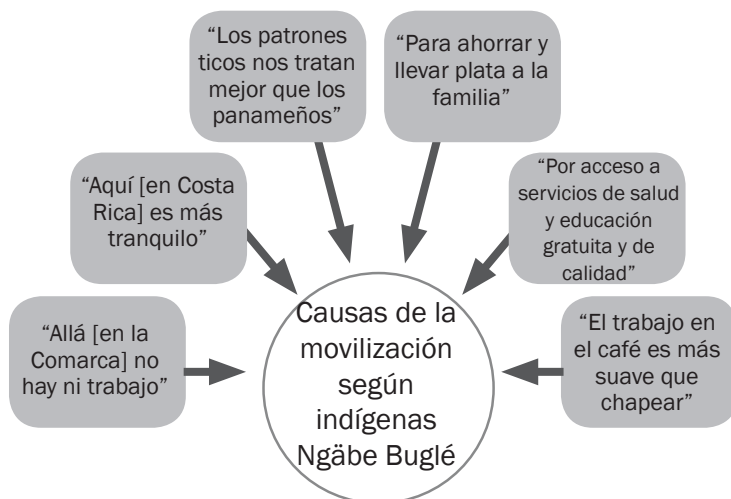 “Los patrones
ticos nos tratan
mejor que los
panameños”
“Para ahorrar y
llevar plata a la
familia”
“Aquí [en Costa
Rica] es más
tranquilo”
“Por acceso a
servicios de salud
y educación
gratuita y de
calidad”
“Allá [en la
Comarca] no
hay ni trabajo”
Causas de la
movilización
según
indígenas
Ngäbe Buglé
“El trabajo en
el café es más
suave que
chapear”